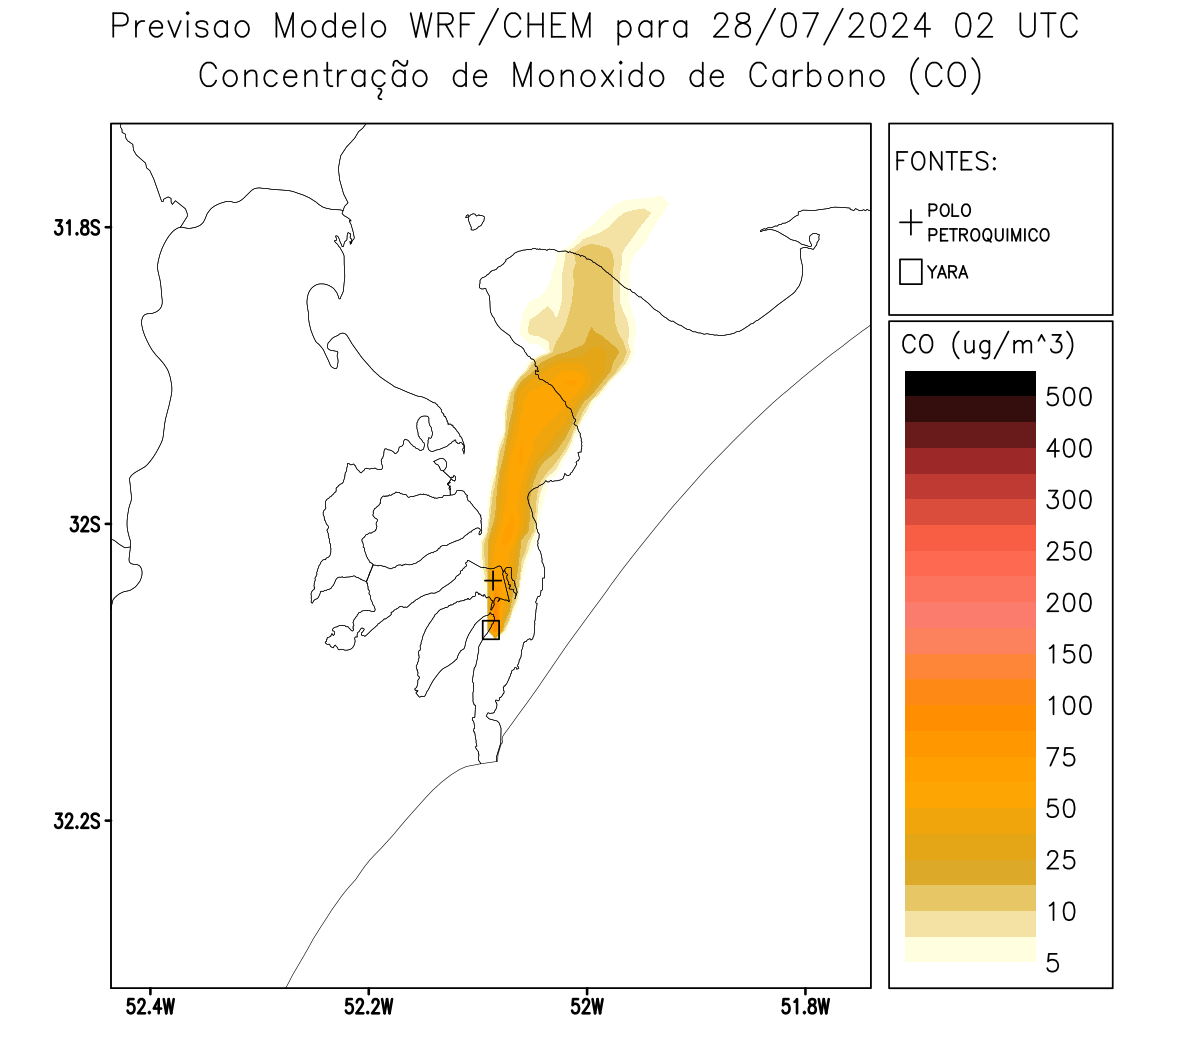 Previsao Modelo WRF/CHEM para 28/07/2024 02 UTC
Concentração de Monoxido de Carbono (CO)
FONTES:
POLO
PETROQUIMICO
YARA
CO (ug/m^3)
500
400
300
250
200
150
100
75
50
25
10
5
31.8S
32S
32.2S
52.4W
52.2W
52W
51.8W